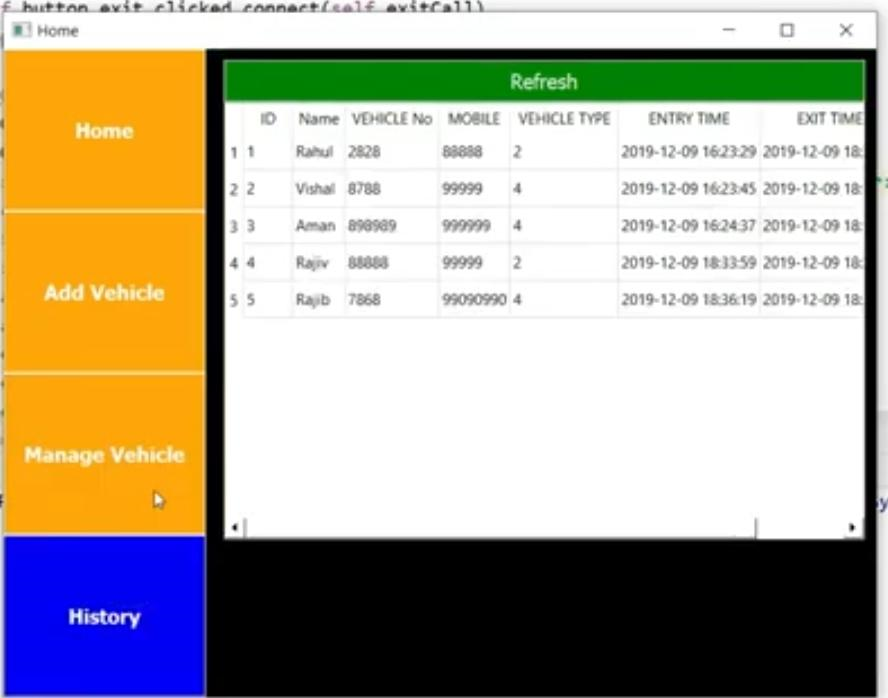 f.button_exit.clicked.connect(self.exitCall)
Home
Home
Add Vehicle
Manage Vehicle
History
Refresh
ID Name VEHICLE No MOBILE VEHICLE TYPE ENTRY TIME EXIT TIME
1 1 Rahul 2828 88888 2 2019-12-09 16:23:29 2019-12-09 18:
2 2 Vishal 8788 99999 4 2019-12-09 16:23:45 2019-12-09 18:
3 3 Aman 898989 999999 4 2019-12-09 16:24:37 2019-12-09 18:
4 4 Rajiv 88888 99999 2 2019-12-09 18:33:59 2019-12-09 18:
5 5 Rajib 7868 99090990 4 2019-12-09 18:36:19 2019-12-09 18: